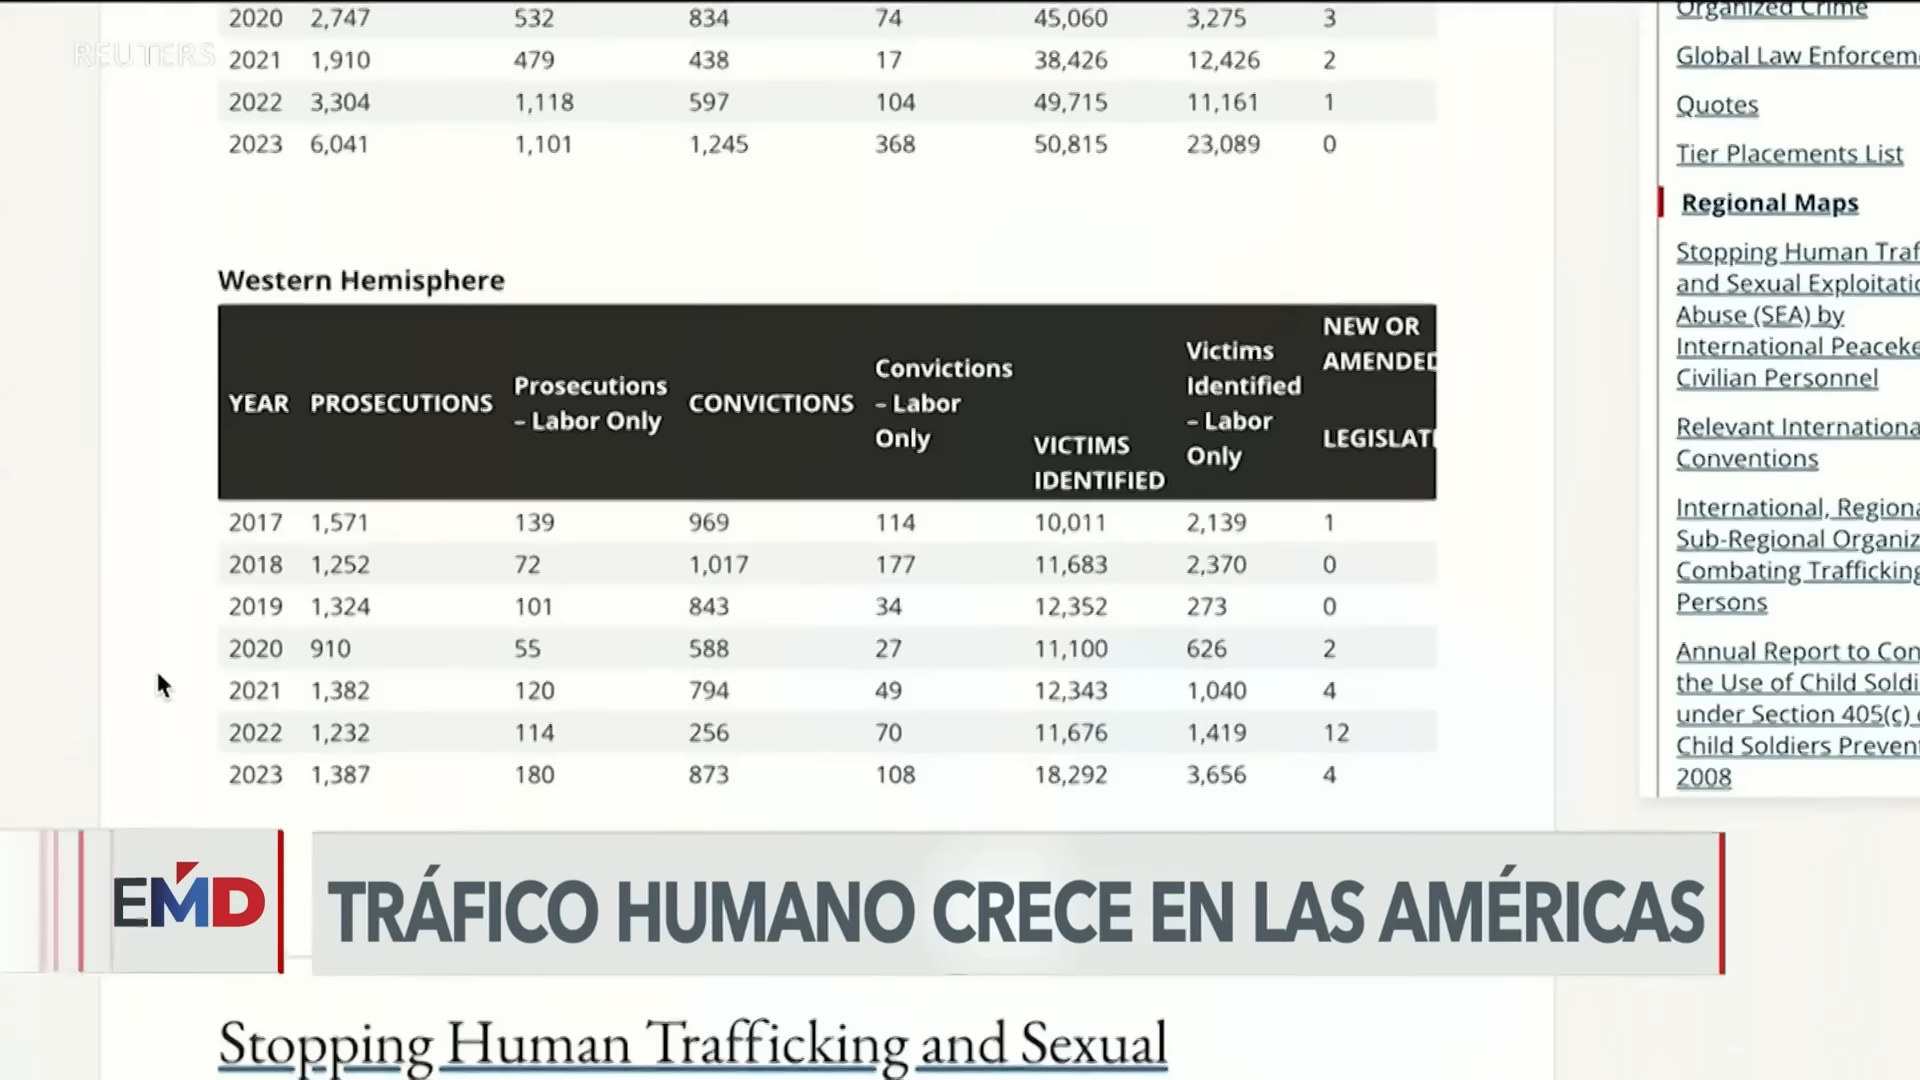 REUTERS
2020 2,747 532 834 74 45,060 3,275 3
2021 1,910 479 438 17 38,426 12,426 2
2022 3,304 1,118 597 104 49,715 11,161 1
2023 6,041 1,101 1,245 368 50,815 23,089 0
Western Hemisphere
YEAR
PROSECUTIONS
Prosecutions
– Labor Only
CONVICTIONS
Convictions
– Labor
Only
VICTIMS
IDENTIFIED
Victims
Identified
– Labor
Only
NEW OR
AMENDED
LEGISLATI
2017 1,571 139 969 114 10,011 2,139 1
2018 1,252 72 1,017 177 11,683 2,370 0
2019 1,324 101 843 34 12,352 273 0
2020 910 55 588 27 11,100 626 2
2021 1,382 120 794 49 12,343 1,040 4
2022 1,232 114 256 70 11,676 1,419 12
2023 1,387 180 873 108 18,292 3,656 4
Organized Crime
Global Law Enforcem
Quotes
Tier Placements List
Regional Maps
Stopping Human Traf
and Sexual Exploitatio
Abuse (SEA) by
International Peaceke
Civilian Personnel
Relevant Internationa
Conventions
International, Regiona
Sub-Regional Organiz
Combating Trafficking
Persons
Annual Report to Con
the Use of Child Soldi
under Section 405(c) o
Child Soldiers Preven
2008
EMD
TRÁFICO HUMANO CRECE EN LAS AMÉRICAS
Stopping Human Trafficking and Sexual